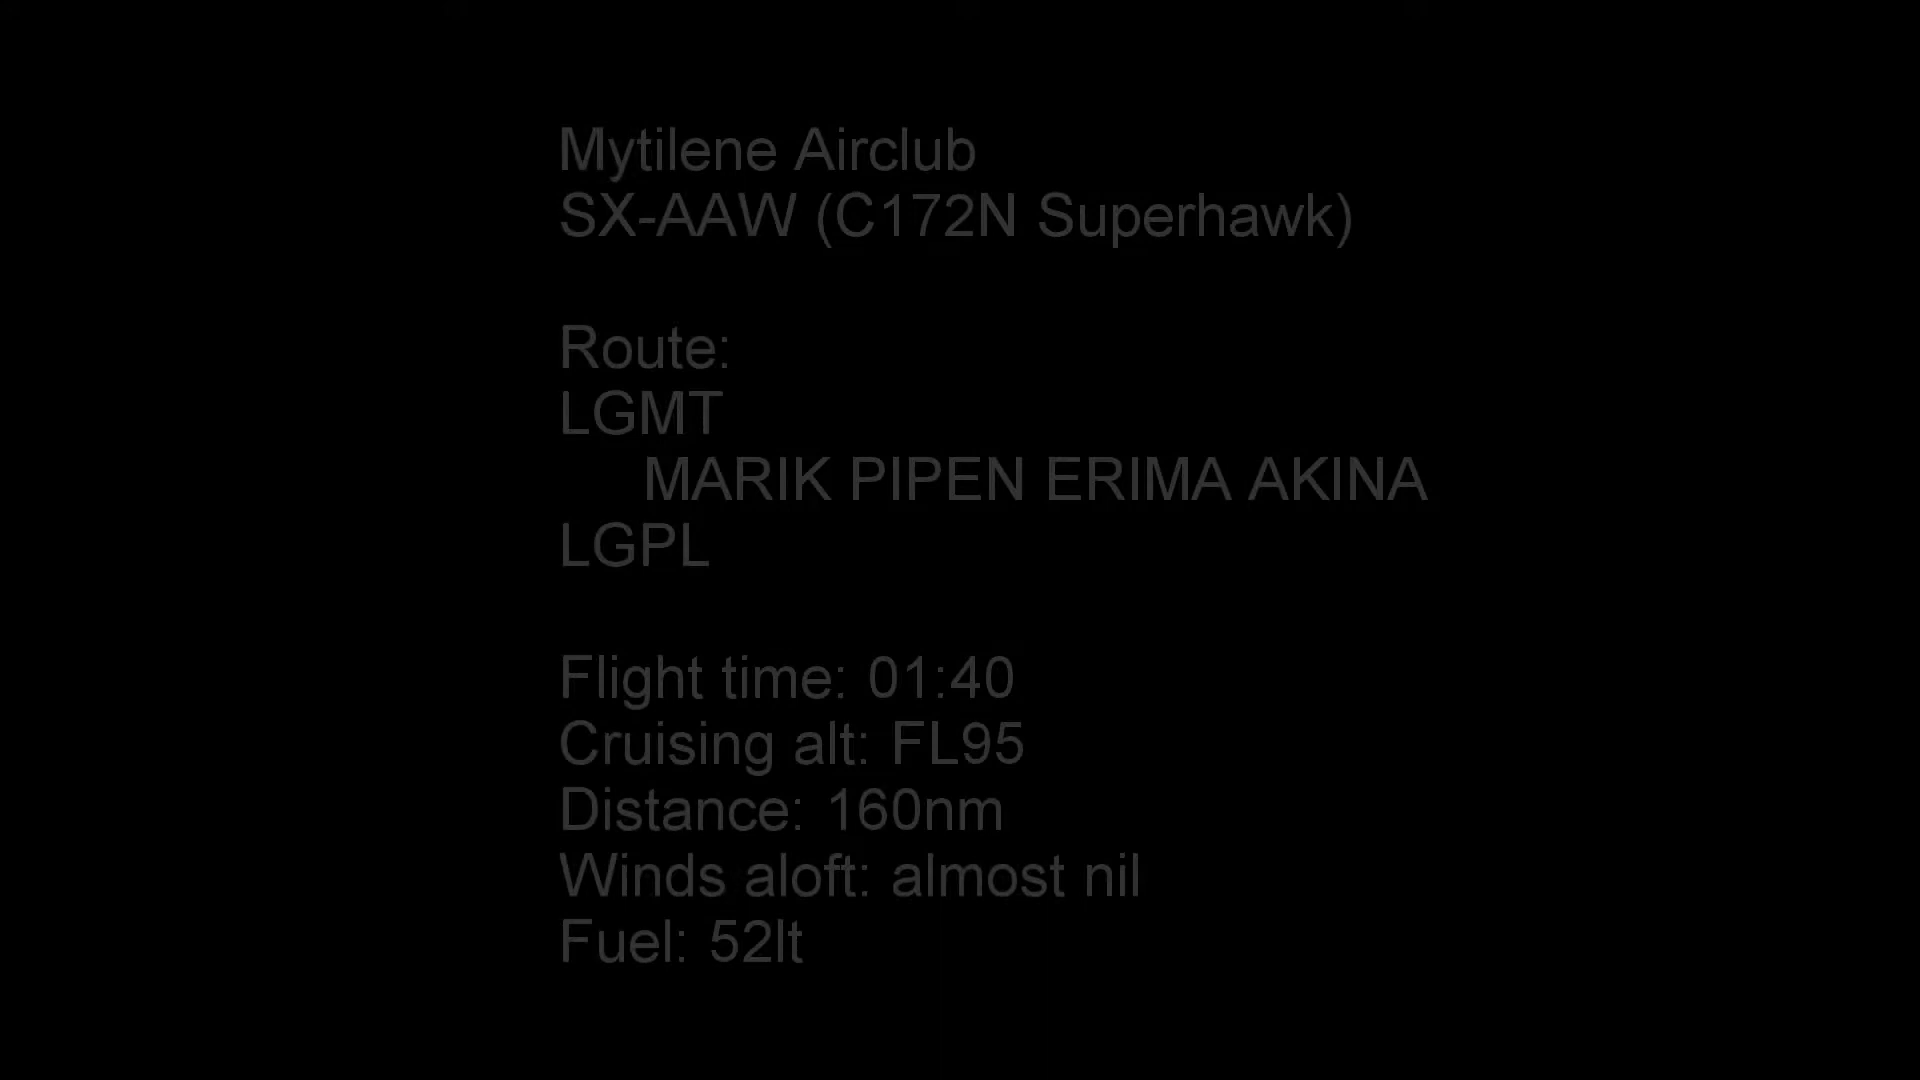 Mytilene Airclub
SX-AAW (C172N Superhawk)
Route:
LGMT
MARIK PIPEN ERIMA AKINA
LGPL
Flight time: 01:40
Cruising alt: FL95
Distance: 160nm
Winds aloft: almost nil
Fuel: 52lt